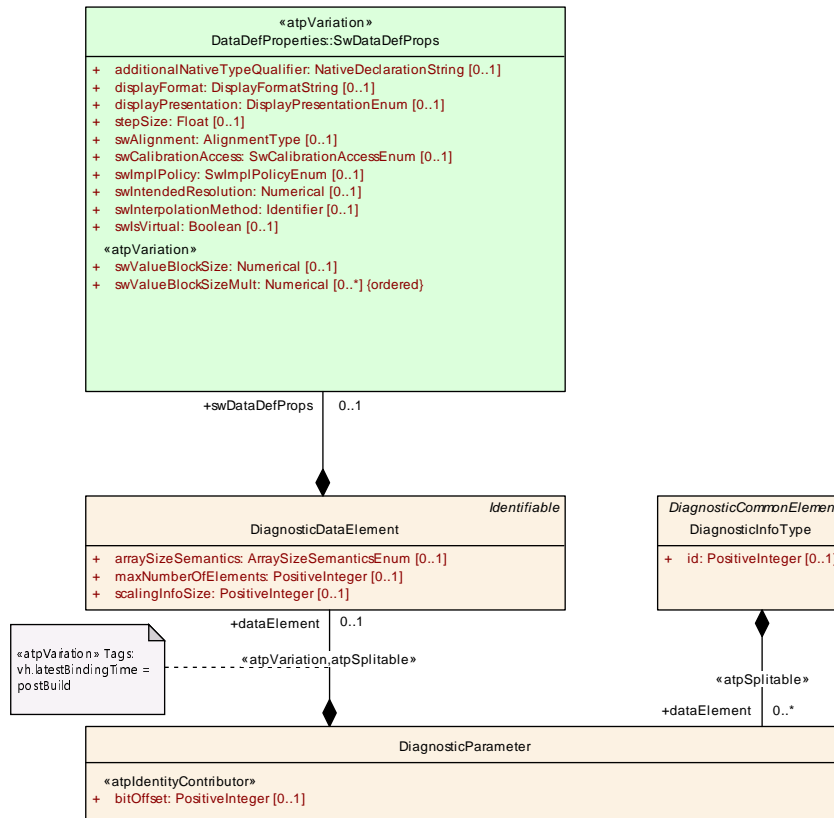 «atpVariation»
DataDefProperties::SwDataDefProps
+ additionalNativeTypeQualifier: NativeDeclarationString [0..1]
+ displayFormat: DisplayFormatString [0..1]
+ displayPresentation: DisplayPresentationEnum [0..1]
+ stepSize: Float [0..1]
+ swAlignment: AlignmentType [0..1]
+ swCalibrationAccess: SwCalibrationAccessEnum [0..1]
+ swImplPolicy: SwImplPolicyEnum [0..1]
+ swIntendedResolution: Numerical [0..1]
+ swInterpolationMethod: Identifier [0..1]
+ swIsVirtual: Boolean [0..1]
«atpVariation»
+ swValueBlockSize: Numerical [0..1]
+ swValueBlockSizeMult: Numerical [0..*] {ordered}
+swDataDefProps 0..1
Identifiable
DiagnosticDataElement
+ arraySizeSemantics: ArraySizeSemanticsEnum [0..1]
+ maxNumberOfElements: PositiveInteger [0..1]
+ scalingInfoSize: PositiveInteger [0..1]
DiagnosticCommonElement
DiagnosticInfoType
+ id: PositiveInteger [0..1]
+dataElement 0..1
«atpVariation» Tags:
vh.latestBindingTime =
postBuild
«atpVariation,atpSplitable»
«atpSplitable»
+dataElement 0..*
DiagnosticParameter
«atpIdentityContributor»
+ bitOffset: PositiveInteger [0..1]